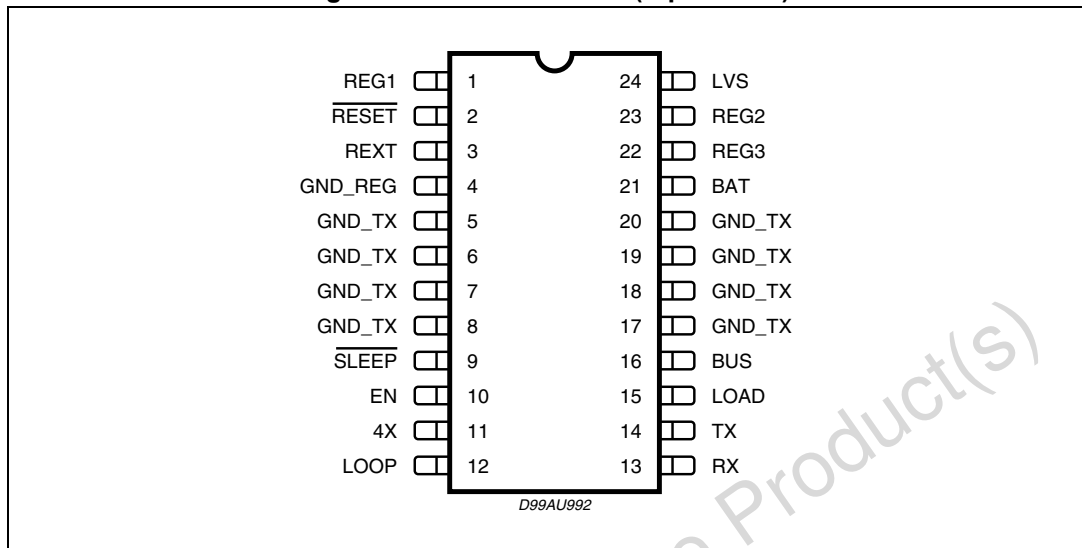 REG1 1 24 LVS
RESET 2 23 REG2
REXT 3 22 REG3
GND_REG 4 21 BAT
GND_TX 5 20 GND_TX
GND_TX 6 19 GND_TX
GND_TX 7 18 GND_TX
GND_TX 8 17 GND_TX
SLEEP 9 16 BUS
EN 10 15 LOAD
4X 11 14 TX
LOOP 12 13 RX
D99AU992
Product(s)